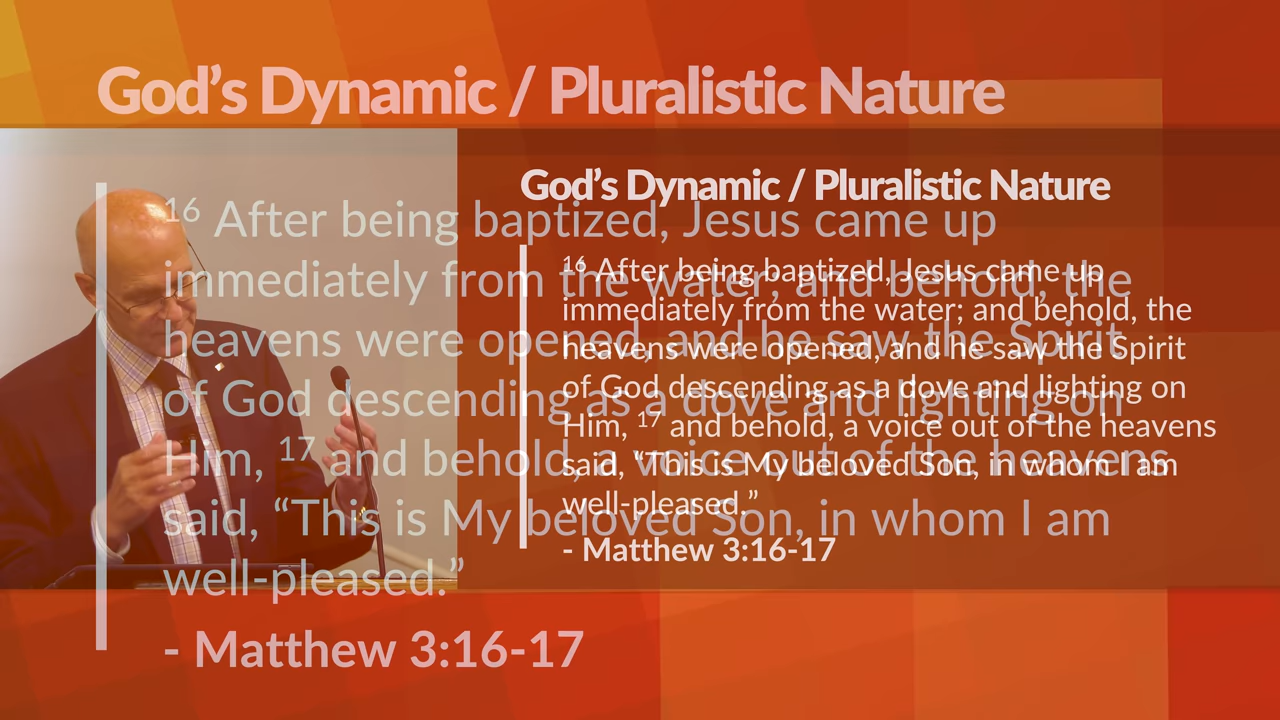 God's Dynamic / Pluralistic Nature
16 After being baptized, Jesus came up
immediately from the water; and behold, the
heavens were opened, and he saw the Spirit
of God descending as a dove and lighting on
Him, 17 and behold, a voice out of the heavens
said, “This is My beloved Son, in whom I am
well-pleased.”
- Matthew 3:16-17
God's Dynamic / Pluralistic Nature
16 After being baptized, Jesus came up
immediately from the water; and behold, the
heavens were opened, and he saw the Spirit
of God descending as a dove and lighting on
Him, 17 and behold, a voice out of the heavens
said, “This is My beloved Son, in whom I am
well-pleased.”
- Matthew 3:16-17